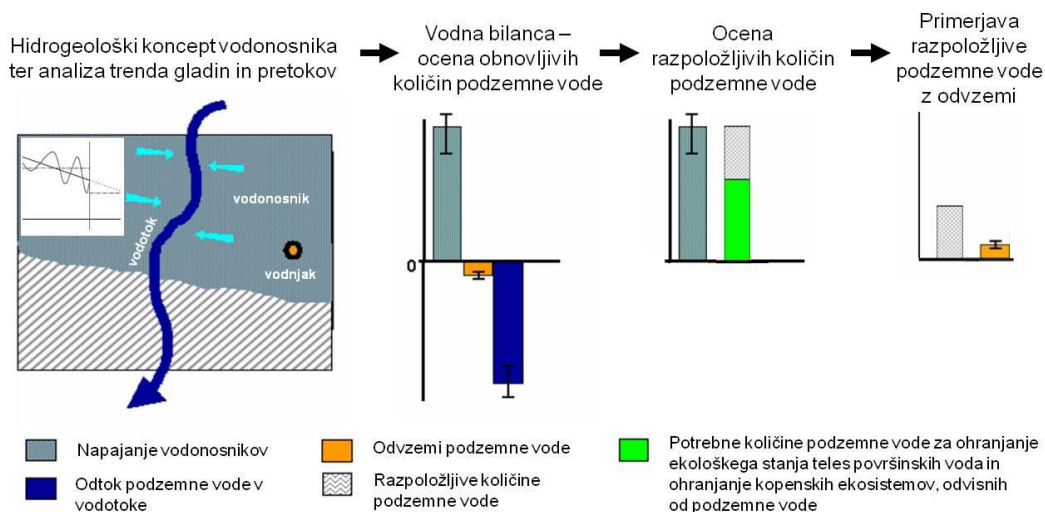 Hidrogeološki koncept vodonosnika
ter analiza trenda gladin in pretokov
Vodna bilanca –
ocena obnovljivih
količin podzemne vode
Ocena
razpoložljivih količin
podzemne vode
Primerjava
razpoložljive
podzemne vode
z odvzemi
vodonosnik
vodotok
vodnjak
0
Napajanje vodonosnikov
Odtok podzemne vode v
vodotoke
Odvzemi podzemne vode
Razpoložljive količine
podzemne vode
Potrebne količine podzemne vode za ohranjanje
ekološkega stanja teles površinskih voda in
ohranjanje kopenskih ekosistemov, odvisnih
od podzemne vode